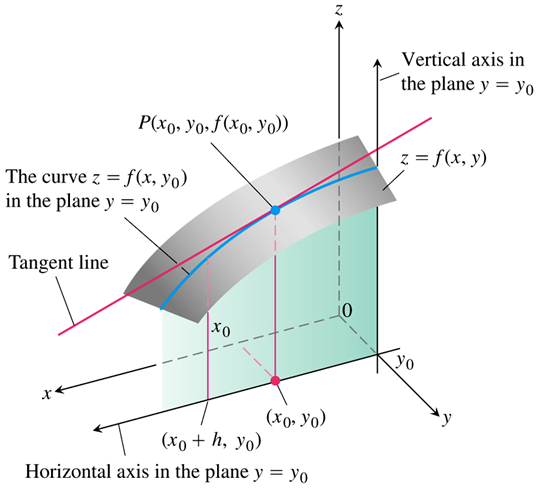 z
Vertical axis in
the plane y = y₀
P(x₀, y₀, f(x₀, y₀))
z = f(x, y)
The curve z = f(x, y₀)
in the plane y = y₀
Tangent line
x₀
0
y₀
x
(x₀, y₀)
y
(x₀ + h, y₀)
Horizontal axis in the plane y = y₀